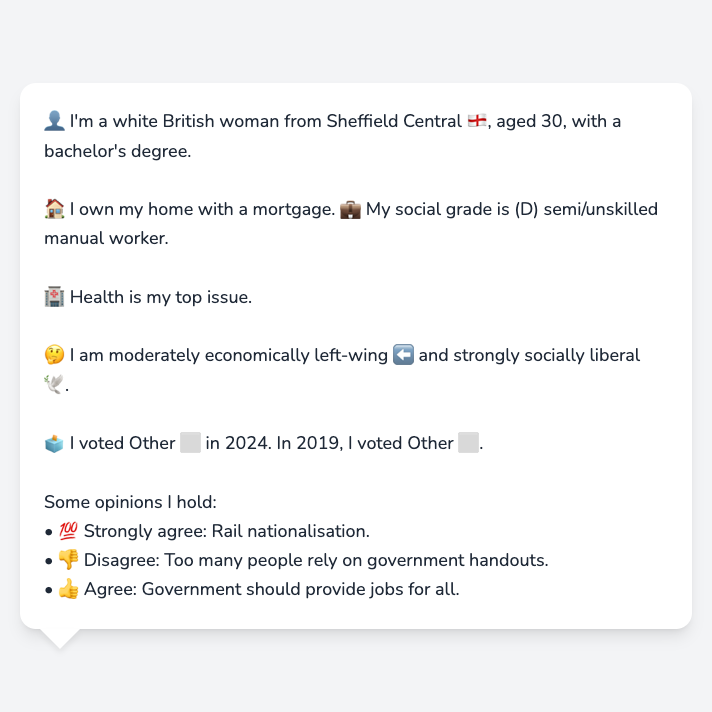 👤 I'm a white British woman from Sheffield Central 🏴󠁧󠁢󠁥󠁮󠁧󠁿, aged 30, with a
bachelor's degree.
🏠 I own my home with a mortgage. 💼 My social grade is (D) semi/unskilled
manual worker.
🏥 Health is my top issue.
🤔 I am moderately economically left-wing ⬅️ and strongly socially liberal
🕊️.
🗳️ I voted Other ⬜ in 2024. In 2019, I voted Other ⬜.
Some opinions I hold:
• 💯 Strongly agree: Rail nationalisation.
• 👎 Disagree: Too many people rely on government handouts.
• 👍 Agree: Government should provide jobs for all.